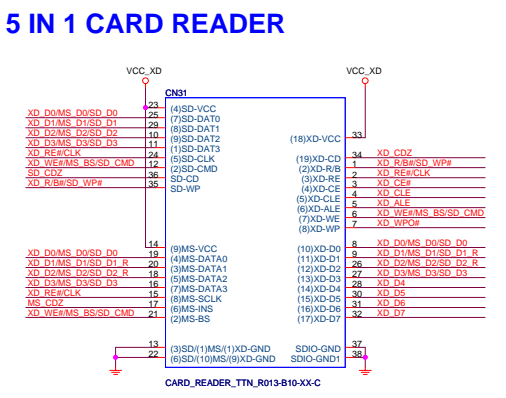 5 IN 1 CARD READER
VCC_XD
VCC_XD
CN31
XD_D0/MS_D0/SD_D0 23 (4)SD-VCC
XD_D1/MS_D1/SD_D1 25 (7)SD-DAT0
XD_D2/MS_D2/SD_D2 29 (8)SD-DAT1
XD_D3/MS_D3/SD_D3 10 (9)SD-DAT2
XD_RE#/CLK 11 (1)SD-DAT3
XD_WE#/MS_BS/SD_CMD 24 (5)SD-CLK
SD_CDZ 12 (2)SD-CMD
XD_R/B#/SD_WP# 36 SD-CD
35 SD-WP
(18)XD-VCC 33
(19)XD-CD 34 XD_CDZ
(2)XD-R/B 1 XD_R/B#/SD_WP#
(3)XD-RE 2 XD_RE#/CLK
(4)XD-CE 3 XD_CE#
(5)XD-CLE 4 XD_CLE
(6)XD-ALE 5 XD_ALE
(7)XD-WE 6 XD_WE#/MS_BS/SD_CMD
(8)XD-WP 7 XD_WPO#
14 (9)MS-VCC
XD_D0/MS_D0/SD_D0 19 (4)MS-DATA0
XD_D1/MS_D1/SD_D1_R 20 (3)MS-DATA1
XD_D2/MS_D2/SD_D2_R 18 (5)MS-DATA2
XD_D3/MS_D3/SD_D3 16 (7)MS-DATA3
XD_RE#/CLK 15 (8)MS-SCLK
MS_CDZ 17 (6)MS-INS
XD_WE#/MS_BS/SD_CMD 21 (2)MS-BS
(10)XD-D0 8 XD_D0/MS_D0/SD_D0
(11)XD-D1 9 XD_D1/MS_D1/SD_D1_R
(12)XD-D2 26 XD_D2/MS_D2/SD_D2_R
(13)XD-D3 27 XD_D3/MS_D3/SD_D3
(14)XD-D4 28 XD_D4
(15)XD-D5 30 XD_D5
(16)XD-D6 31 XD_D6
(17)XD-D7 32 XD_D7
13 (3)SD/(1)MS/(1)XD-GND
22 (6)SD/(10)MS/(9)XD-GND
SDIO-GND 37
SDIO-GND1 38
CARD_READER_TTN_R013-B10-XX-C